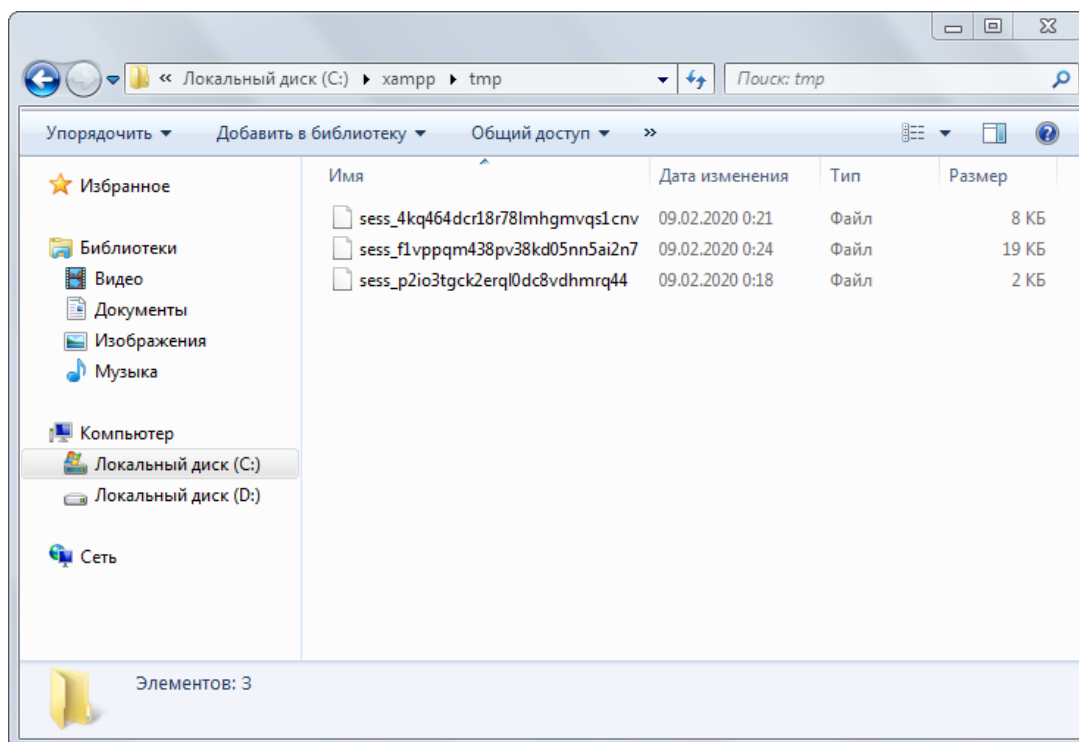 « Локальный диск (C:) xampp tmp Поиск: tmp
Упорядочить Добавить в библиотеку Общий доступ »
Избранное
Библиотеки
Видео
Документы
Изображения
Музыка
Компьютер
Локальный диск (C:)
Локальный диск (D:)
Сеть
Имя Дата изменения Тип Размер
sess_4kq464dcr18r78lmhgmvqs1cnv 09.02.2020 0:21 Файл 8 КБ
sess_f1vppqm438pv38kd05nn5ai2n7 09.02.2020 0:24 Файл 19 КБ
sess_p2io3tgck2erql0dc8vdhmrq44 09.02.2020 0:18 Файл 2 КБ
Элементов: 3